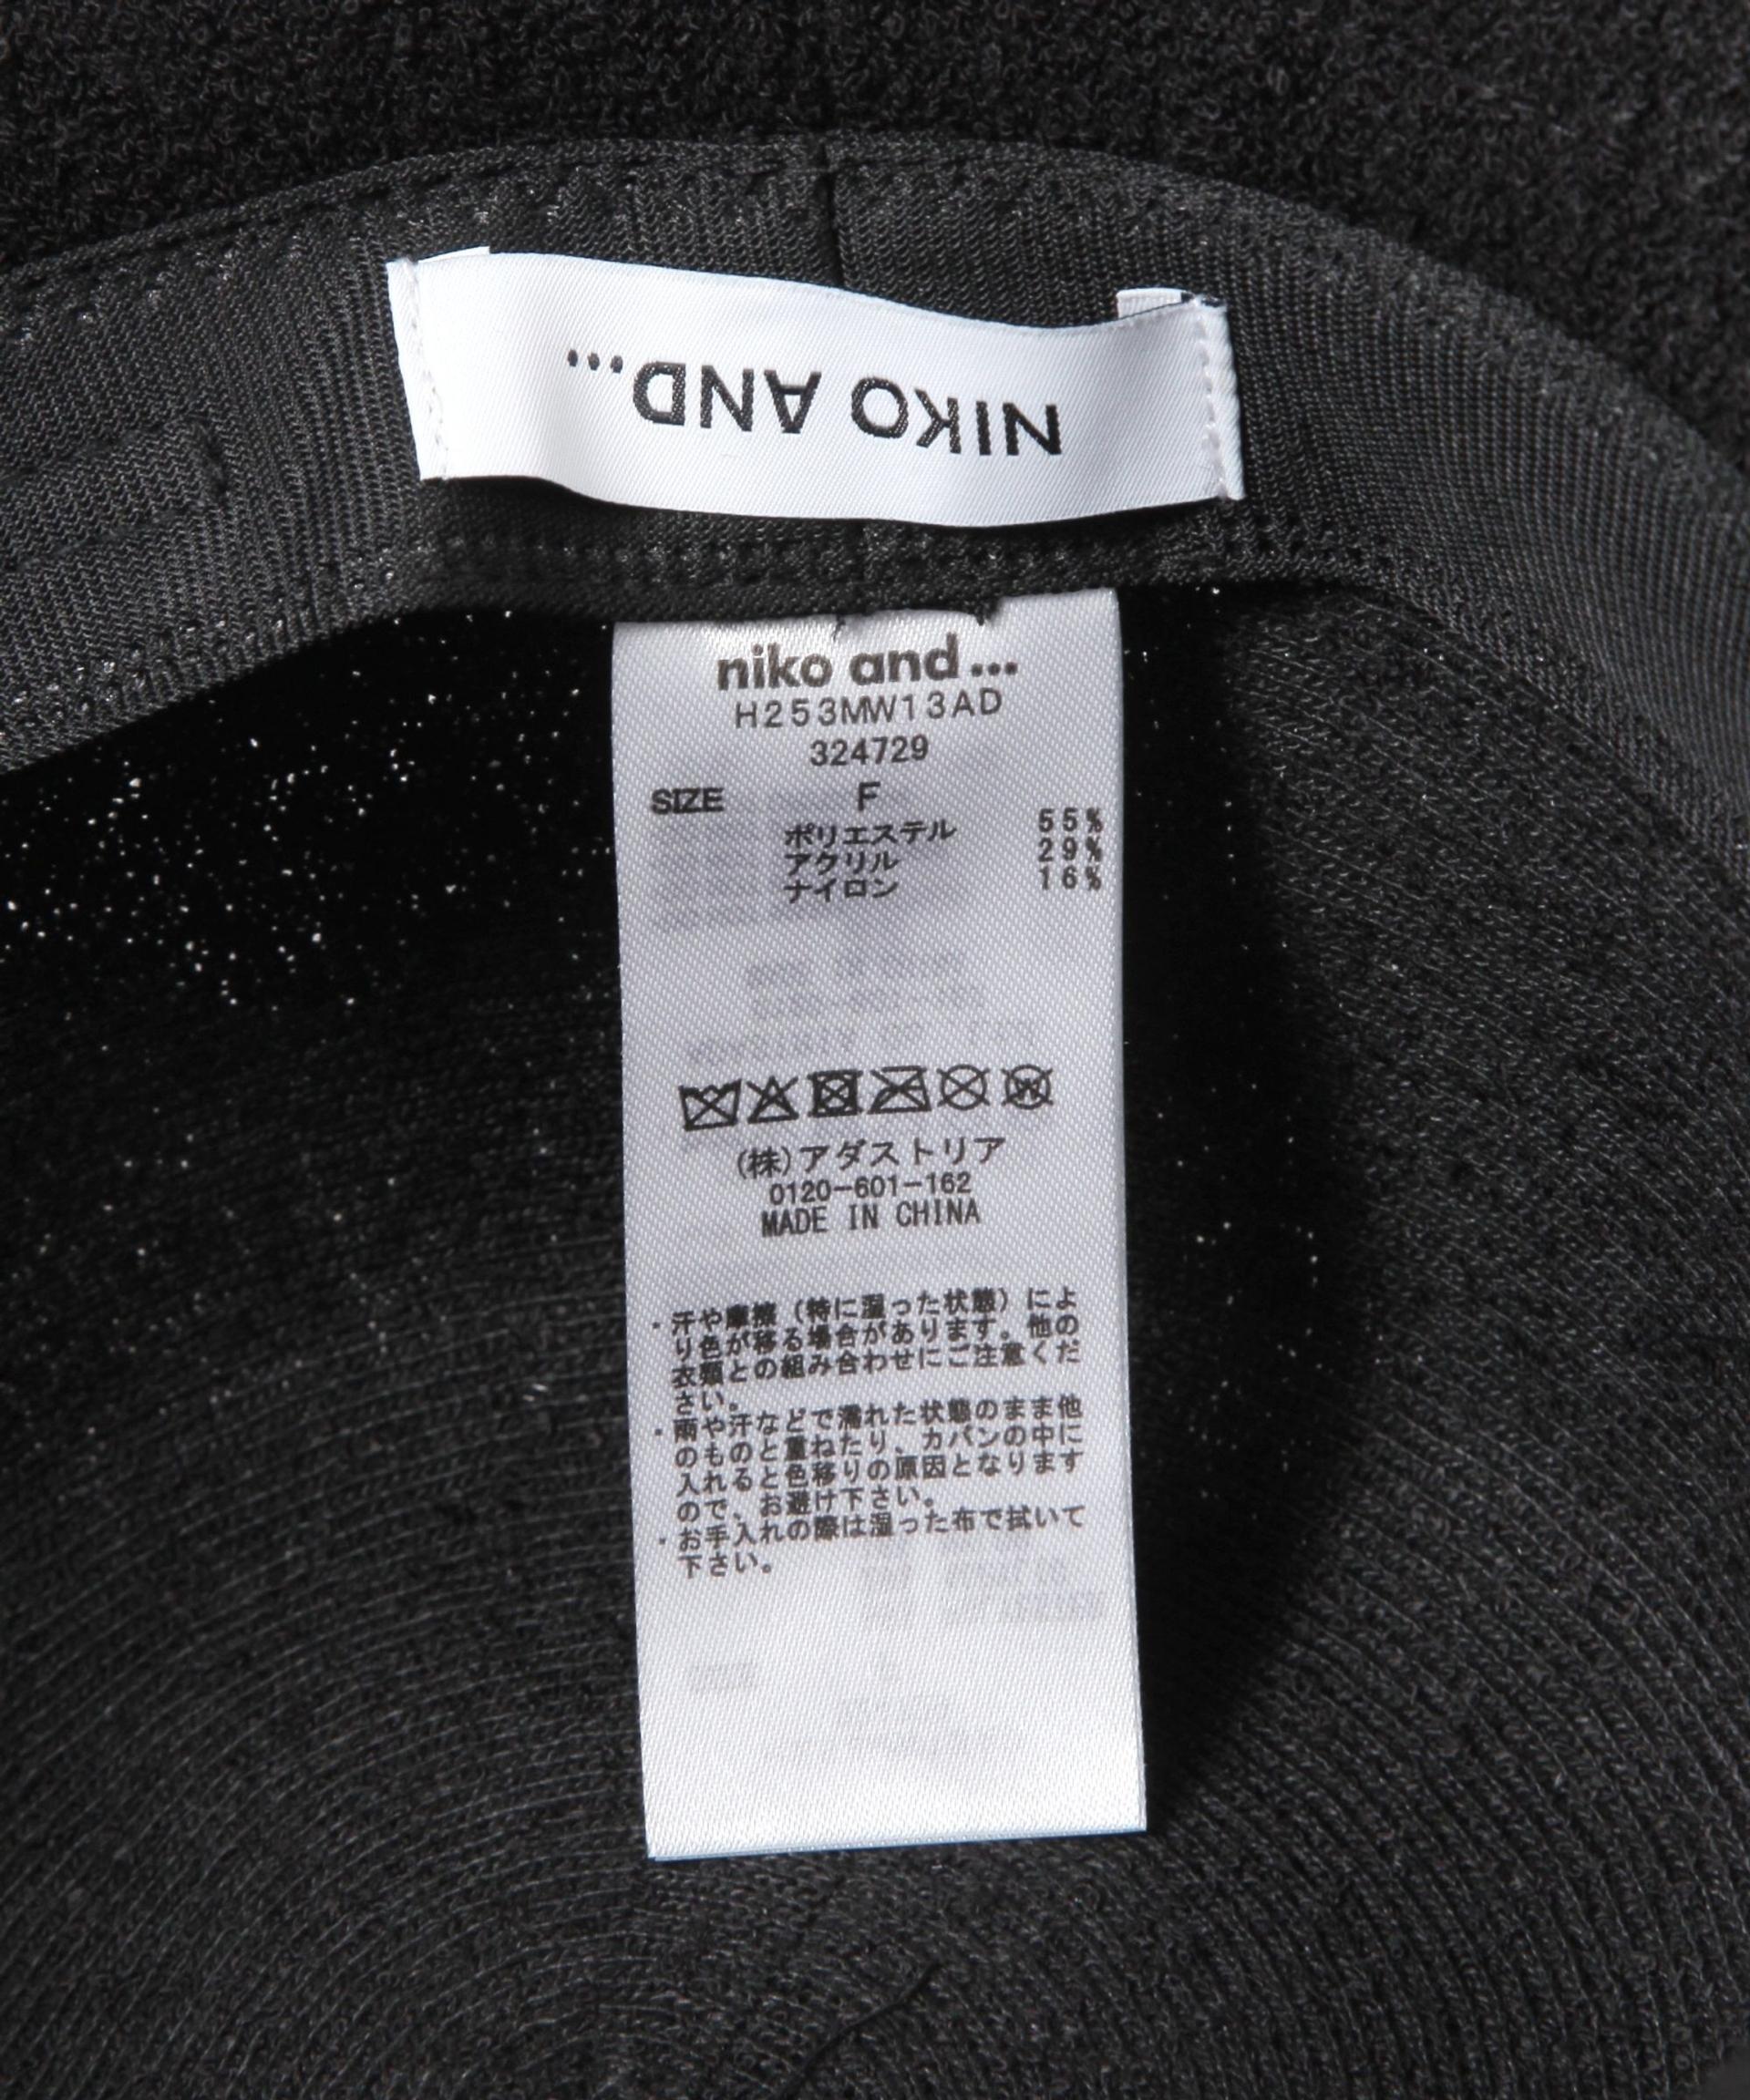 NIKO AND...
niko and...
H253MW13AD
324729
SIZE F
ポリエステル 55%
アクリル 29%
ナイロン 16%
(株)アダストリア
0120-601-162
MADE IN CHINA
・汗や摩擦（特に湿った状態）によ
り色が移る場合があります。他の
衣類との組み合わせにご注意くだ
さい。
・雨や汗などで濡れた状態のまま他
のものと重ねたり、カバンの中に
入れると色移りの原因となります
ので、お避け下さい。
・お手入れの際は湿った布で拭いて
下さい。